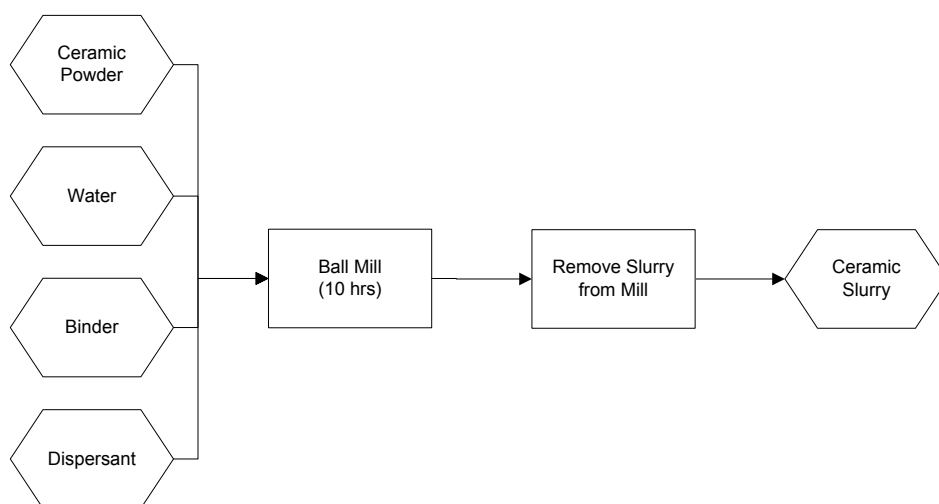 Ceramic
Powder
Water
Binder
Dispersant
Ball Mill
(10 hrs)
Remove Slurry
from Mill
Ceramic
Slurry